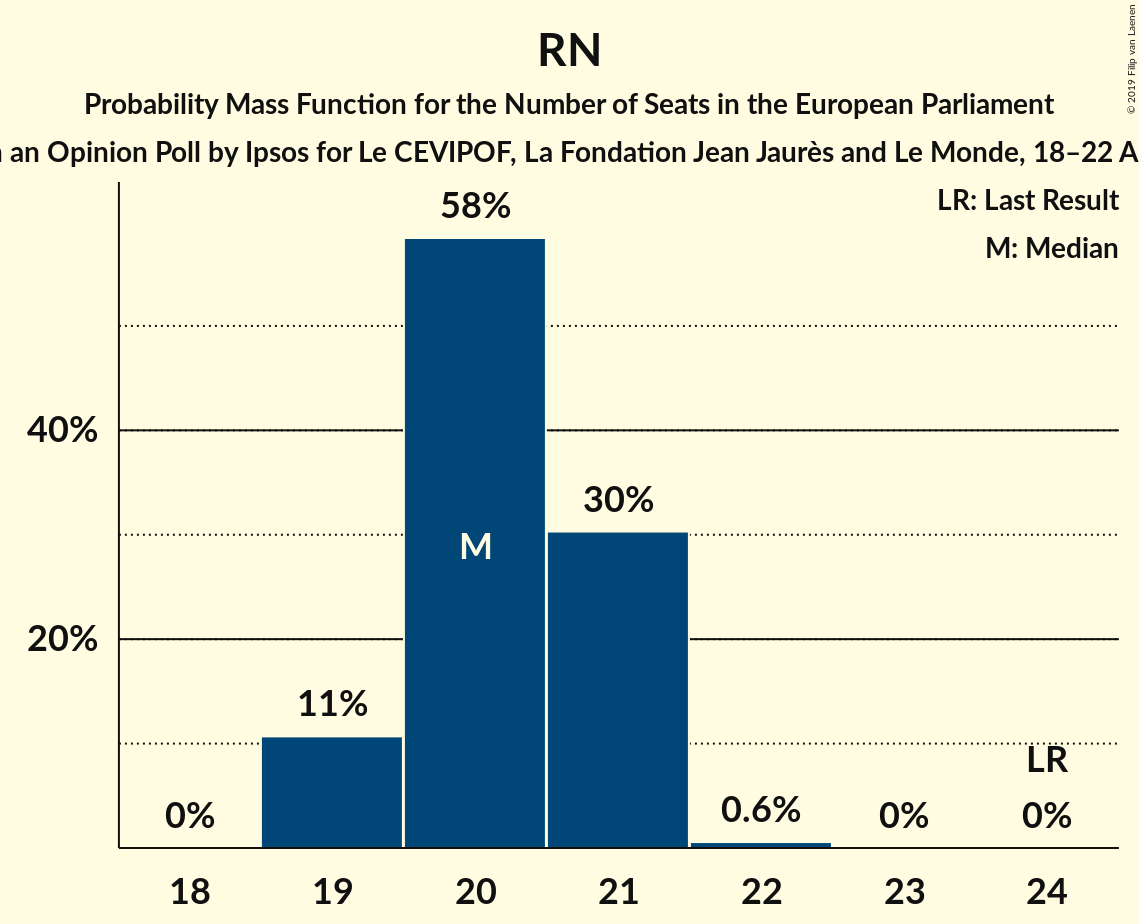 RN
Probability Mass Function for the Number of Seats in the European Parliament
an Opinion Poll by Ipsos for Le CEVIPOF, La Fondation Jean Jaurès and Le Monde, 18–22 A
© 2019 Filip van Laenen
LR: Last Result
M: Median
58%
40%
30%
M
20%
11%
LR
0%
0.6%
0%
0%
18 19 20 21 22 23 24